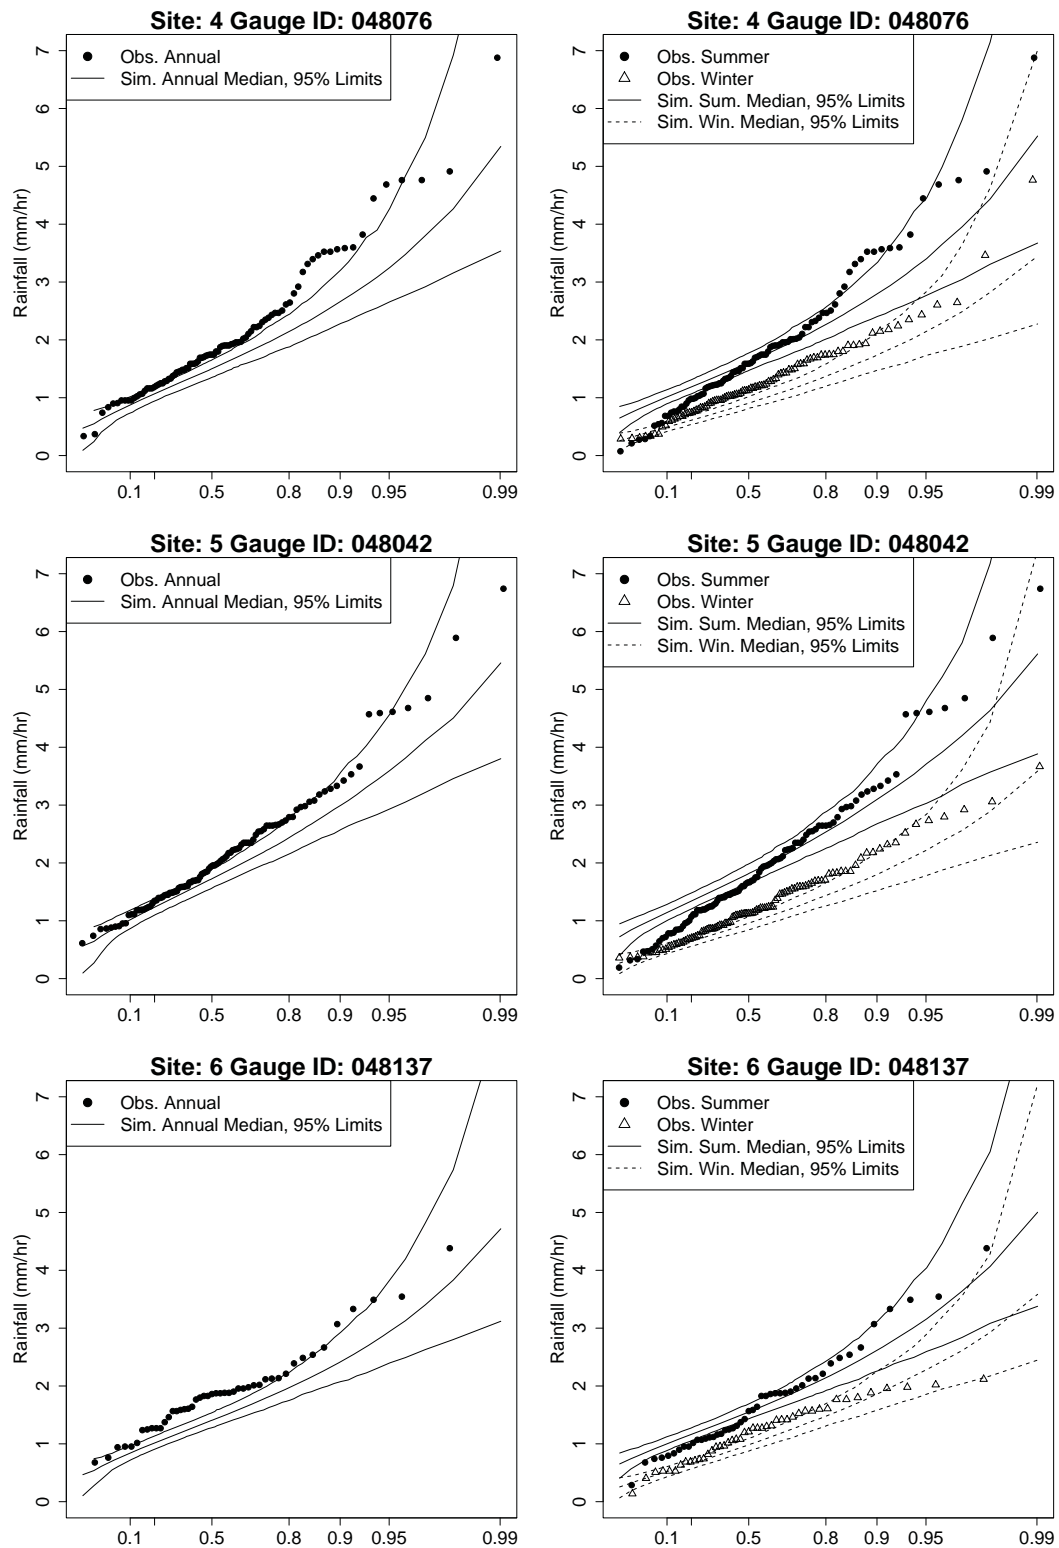 Site: 4 Gauge ID: 048076
Obs. Annual
Sim. Annual Median, 95% Limits
Rainfall (mm/hr)
0 1 2 3 4 5 6 7
0.1 0.5 0.8 0.9 0.95 0.99
Site: 4 Gauge ID: 048076
Obs. Summer
Obs. Winter
Sim. Sum. Median, 95% Limits
Sim. Win. Median, 95% Limits
Rainfall (mm/hr)
0 1 2 3 4 5 6 7
0.1 0.5 0.8 0.9 0.95 0.99
Site: 5 Gauge ID: 048042
Obs. Annual
Sim. Annual Median, 95% Limits
Rainfall (mm/hr)
0 1 2 3 4 5 6 7
0.1 0.5 0.8 0.9 0.95 0.99
Site: 5 Gauge ID: 048042
Obs. Summer
Obs. Winter
Sim. Sum. Median, 95% Limits
Sim. Win. Median, 95% Limits
Rainfall (mm/hr)
0 1 2 3 4 5 6 7
0.1 0.5 0.8 0.9 0.95 0.99
Site: 6 Gauge ID: 048137
Obs. Annual
Sim. Annual Median, 95% Limits
Rainfall (mm/hr)
0 1 2 3 4 5 6 7
0.1 0.5 0.8 0.9 0.95 0.99
Site: 6 Gauge ID: 048137
Obs. Summer
Obs. Winter
Sim. Sum. Median, 95% Limits
Sim. Win. Median, 95% Limits
Rainfall (mm/hr)
0 1 2 3 4 5 6 7
0.1 0.5 0.8 0.9 0.95 0.99